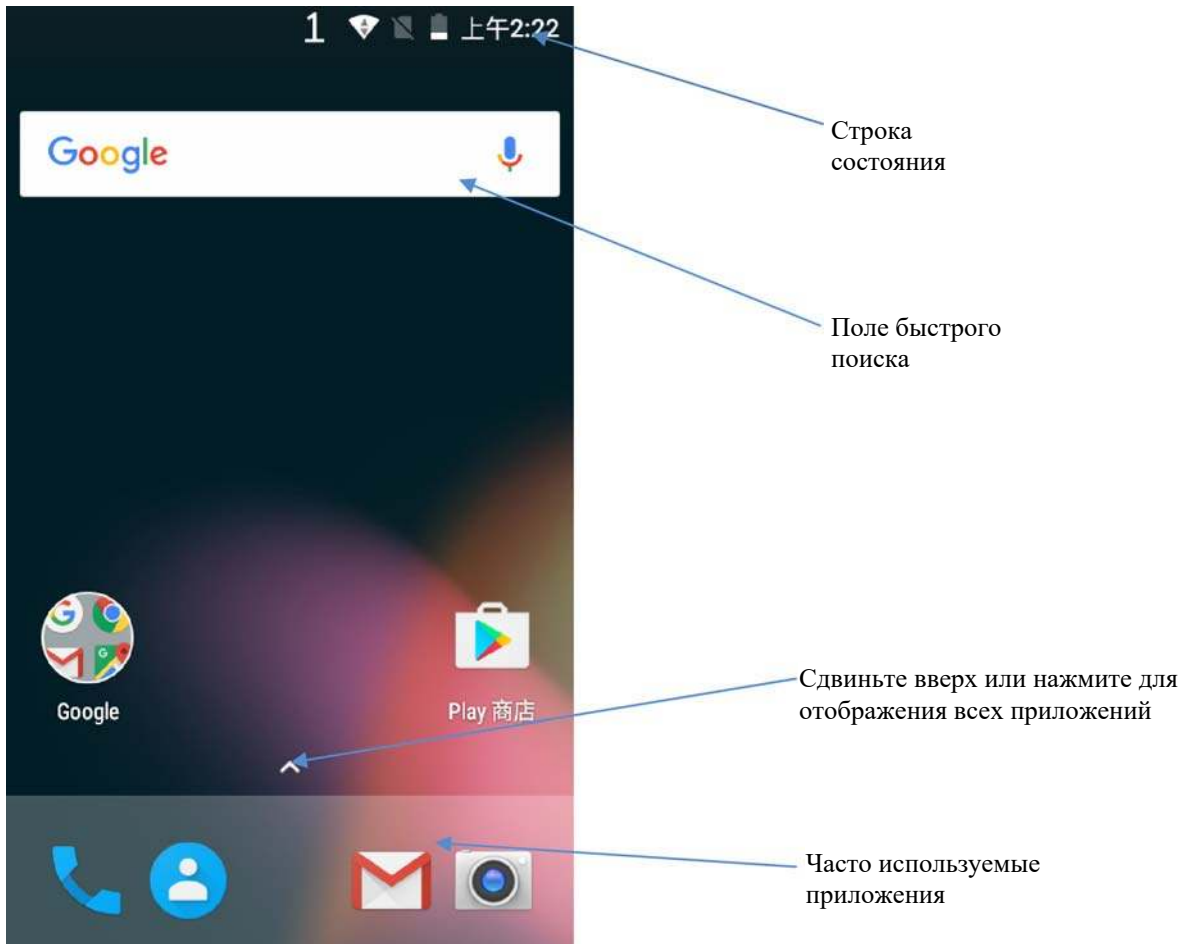 1 上午2:22
Строка
состояния
Google
Поле быстрого
поиска
Google
Play 商店
Сдвиньте вверх или нажмите для
отображения всех приложений
Часто используемые
приложения